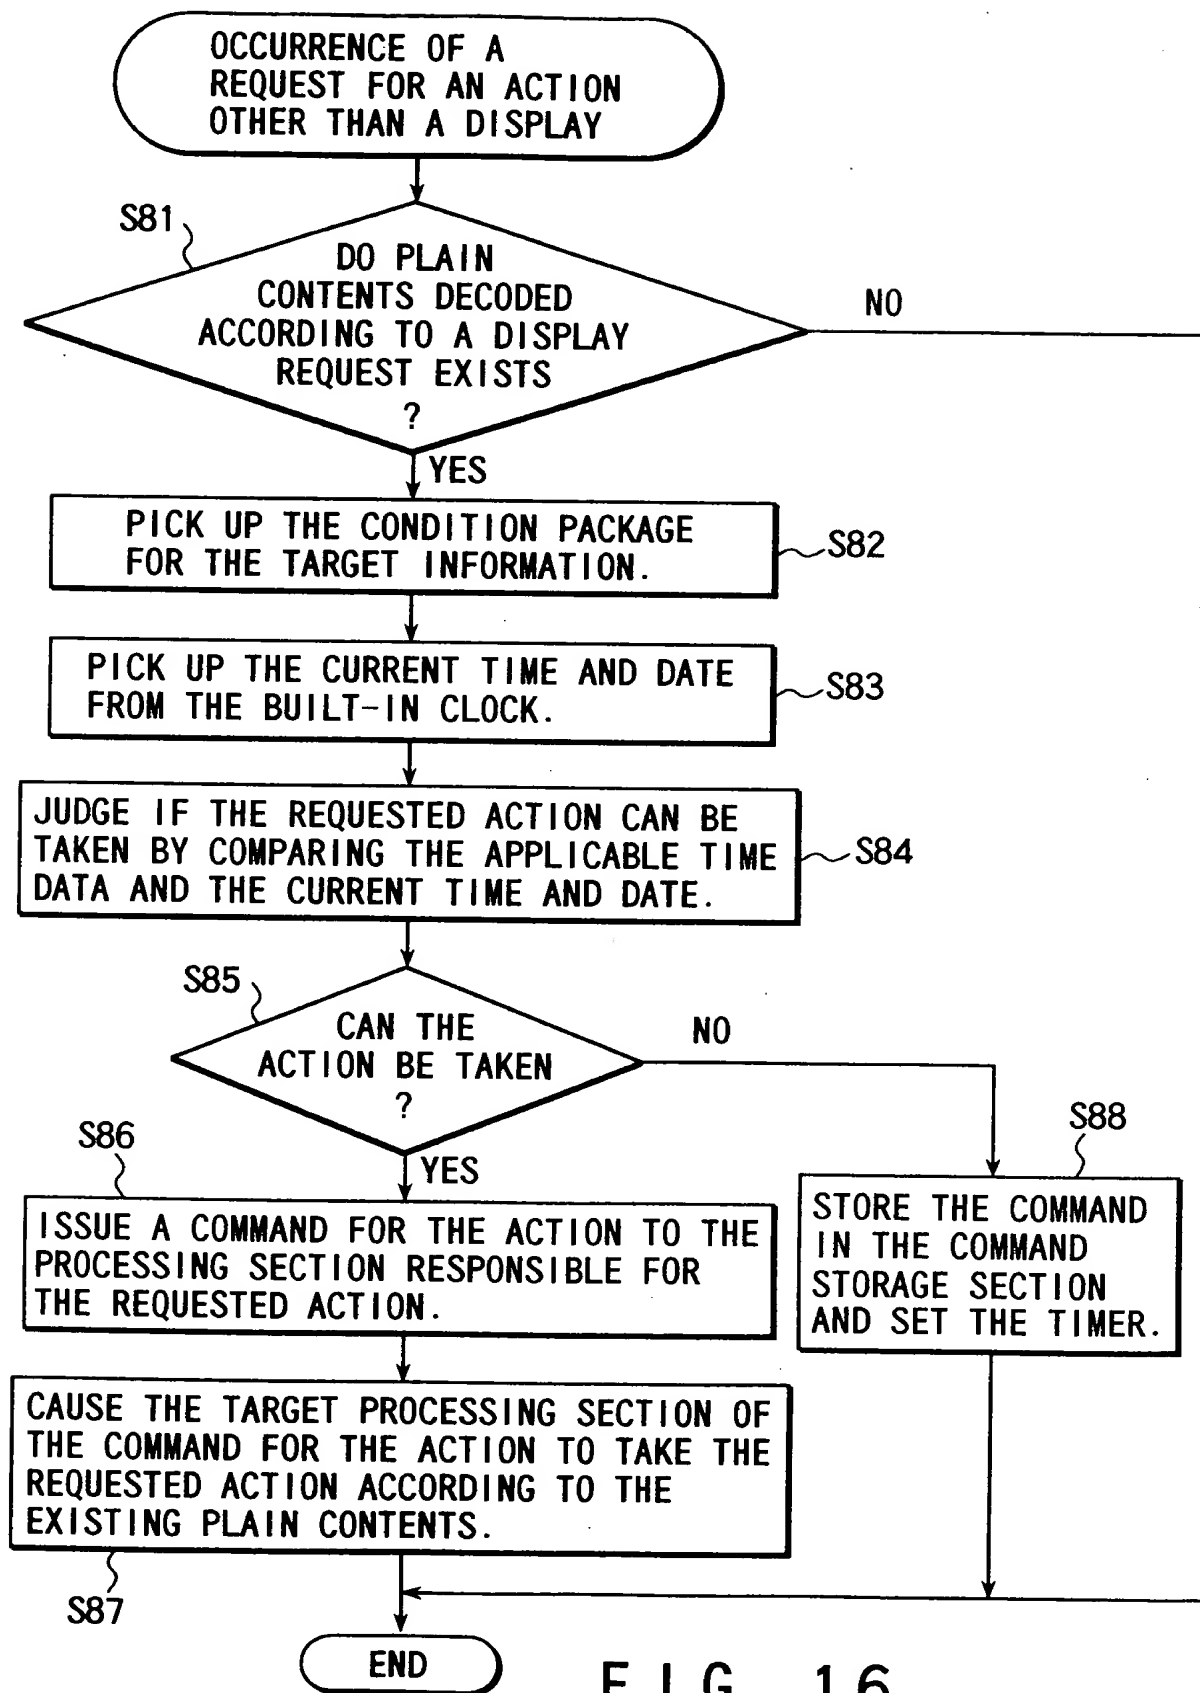 OCCURRENCE OF A
REQUEST FOR AN ACTION
OTHER THAN A DISPLAY
S81
DO PLAIN
CONTENTS DECODED
ACCORDING TO A DISPLAY
REQUEST EXISTS
?
NO
YES
PICK UP THE CONDITION PACKAGE
FOR THE TARGET INFORMATION.
S82
PICK UP THE CURRENT TIME AND DATE
FROM THE BUILT-IN CLOCK.
S83
JUDGE IF THE REQUESTED ACTION CAN BE
TAKEN BY COMPARING THE APPLICABLE TIME
DATA AND THE CURRENT TIME AND DATE.
S84
S85
CAN THE
ACTION BE TAKEN
?
NO
YES
S86
ISSUE A COMMAND FOR THE ACTION TO THE
PROCESSING SECTION RESPONSIBLE FOR
THE REQUESTED ACTION.
S88
STORE THE COMMAND
IN THE COMMAND
STORAGE SECTION
AND SET THE TIMER.
CAUSE THE TARGET PROCESSING SECTION OF
THE COMMAND FOR THE ACTION TO TAKE THE
REQUESTED ACTION ACCORDING TO THE
EXISTING PLAIN CONTENTS.
S87
END
FIG. 16